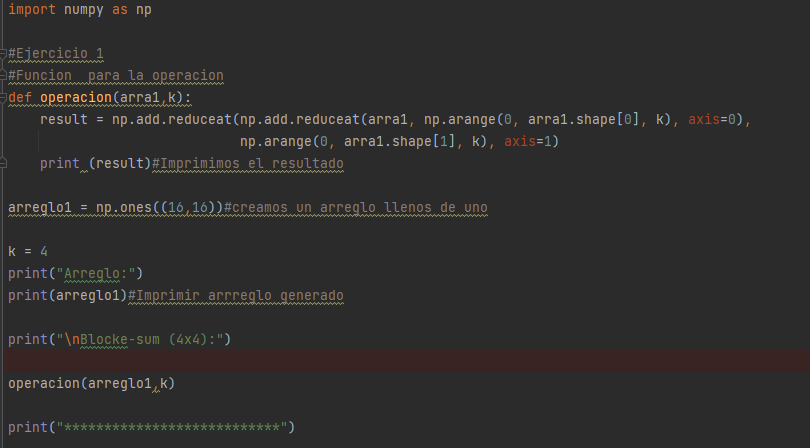 import numpy as np
#Ejercicio 1
#Funcion  para la operacion
def operacion(arra1,k):
    result = np.add.reduceat(np.add.reduceat(arra1, np.arange(0, arra1.shape[0], k), axis=0),
                             np.arange(0, arra1.shape[1], k), axis=1)
    print (result)#Imprimimos el resultado
arreglo1 = np.ones((16,16))#creamos un arreglo llenos de uno
k = 4
print("Arreglo:")
print(arreglo1)#Imprimir arrreglo generado
print("\nBlocke-sum (4x4):")
operacion(arreglo1,k)
print("***************************")